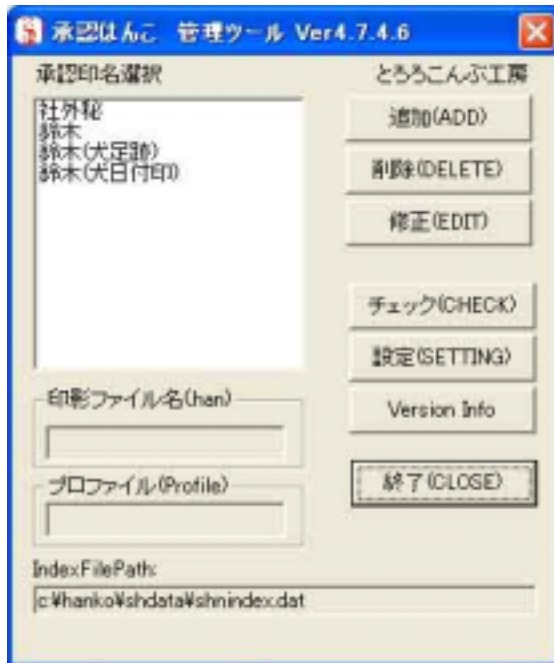 承認はんこ 管理ツール Ver4.7.4.6
承認印名選択
とろろこんぶ工房
社外秘
鈴木
鈴木(犬足跡)
鈴木(犬日付印)
追加(ADD)
削除(DELETE)
修正(EDIT)
チェック(CHECK)
設定(SETTING)
Version Info
終了(CLOSE)
印影ファイル名(han)
プロファイル(Profile)
IndexFilePath:
c:¥hanko¥shdata¥shnindex.dat